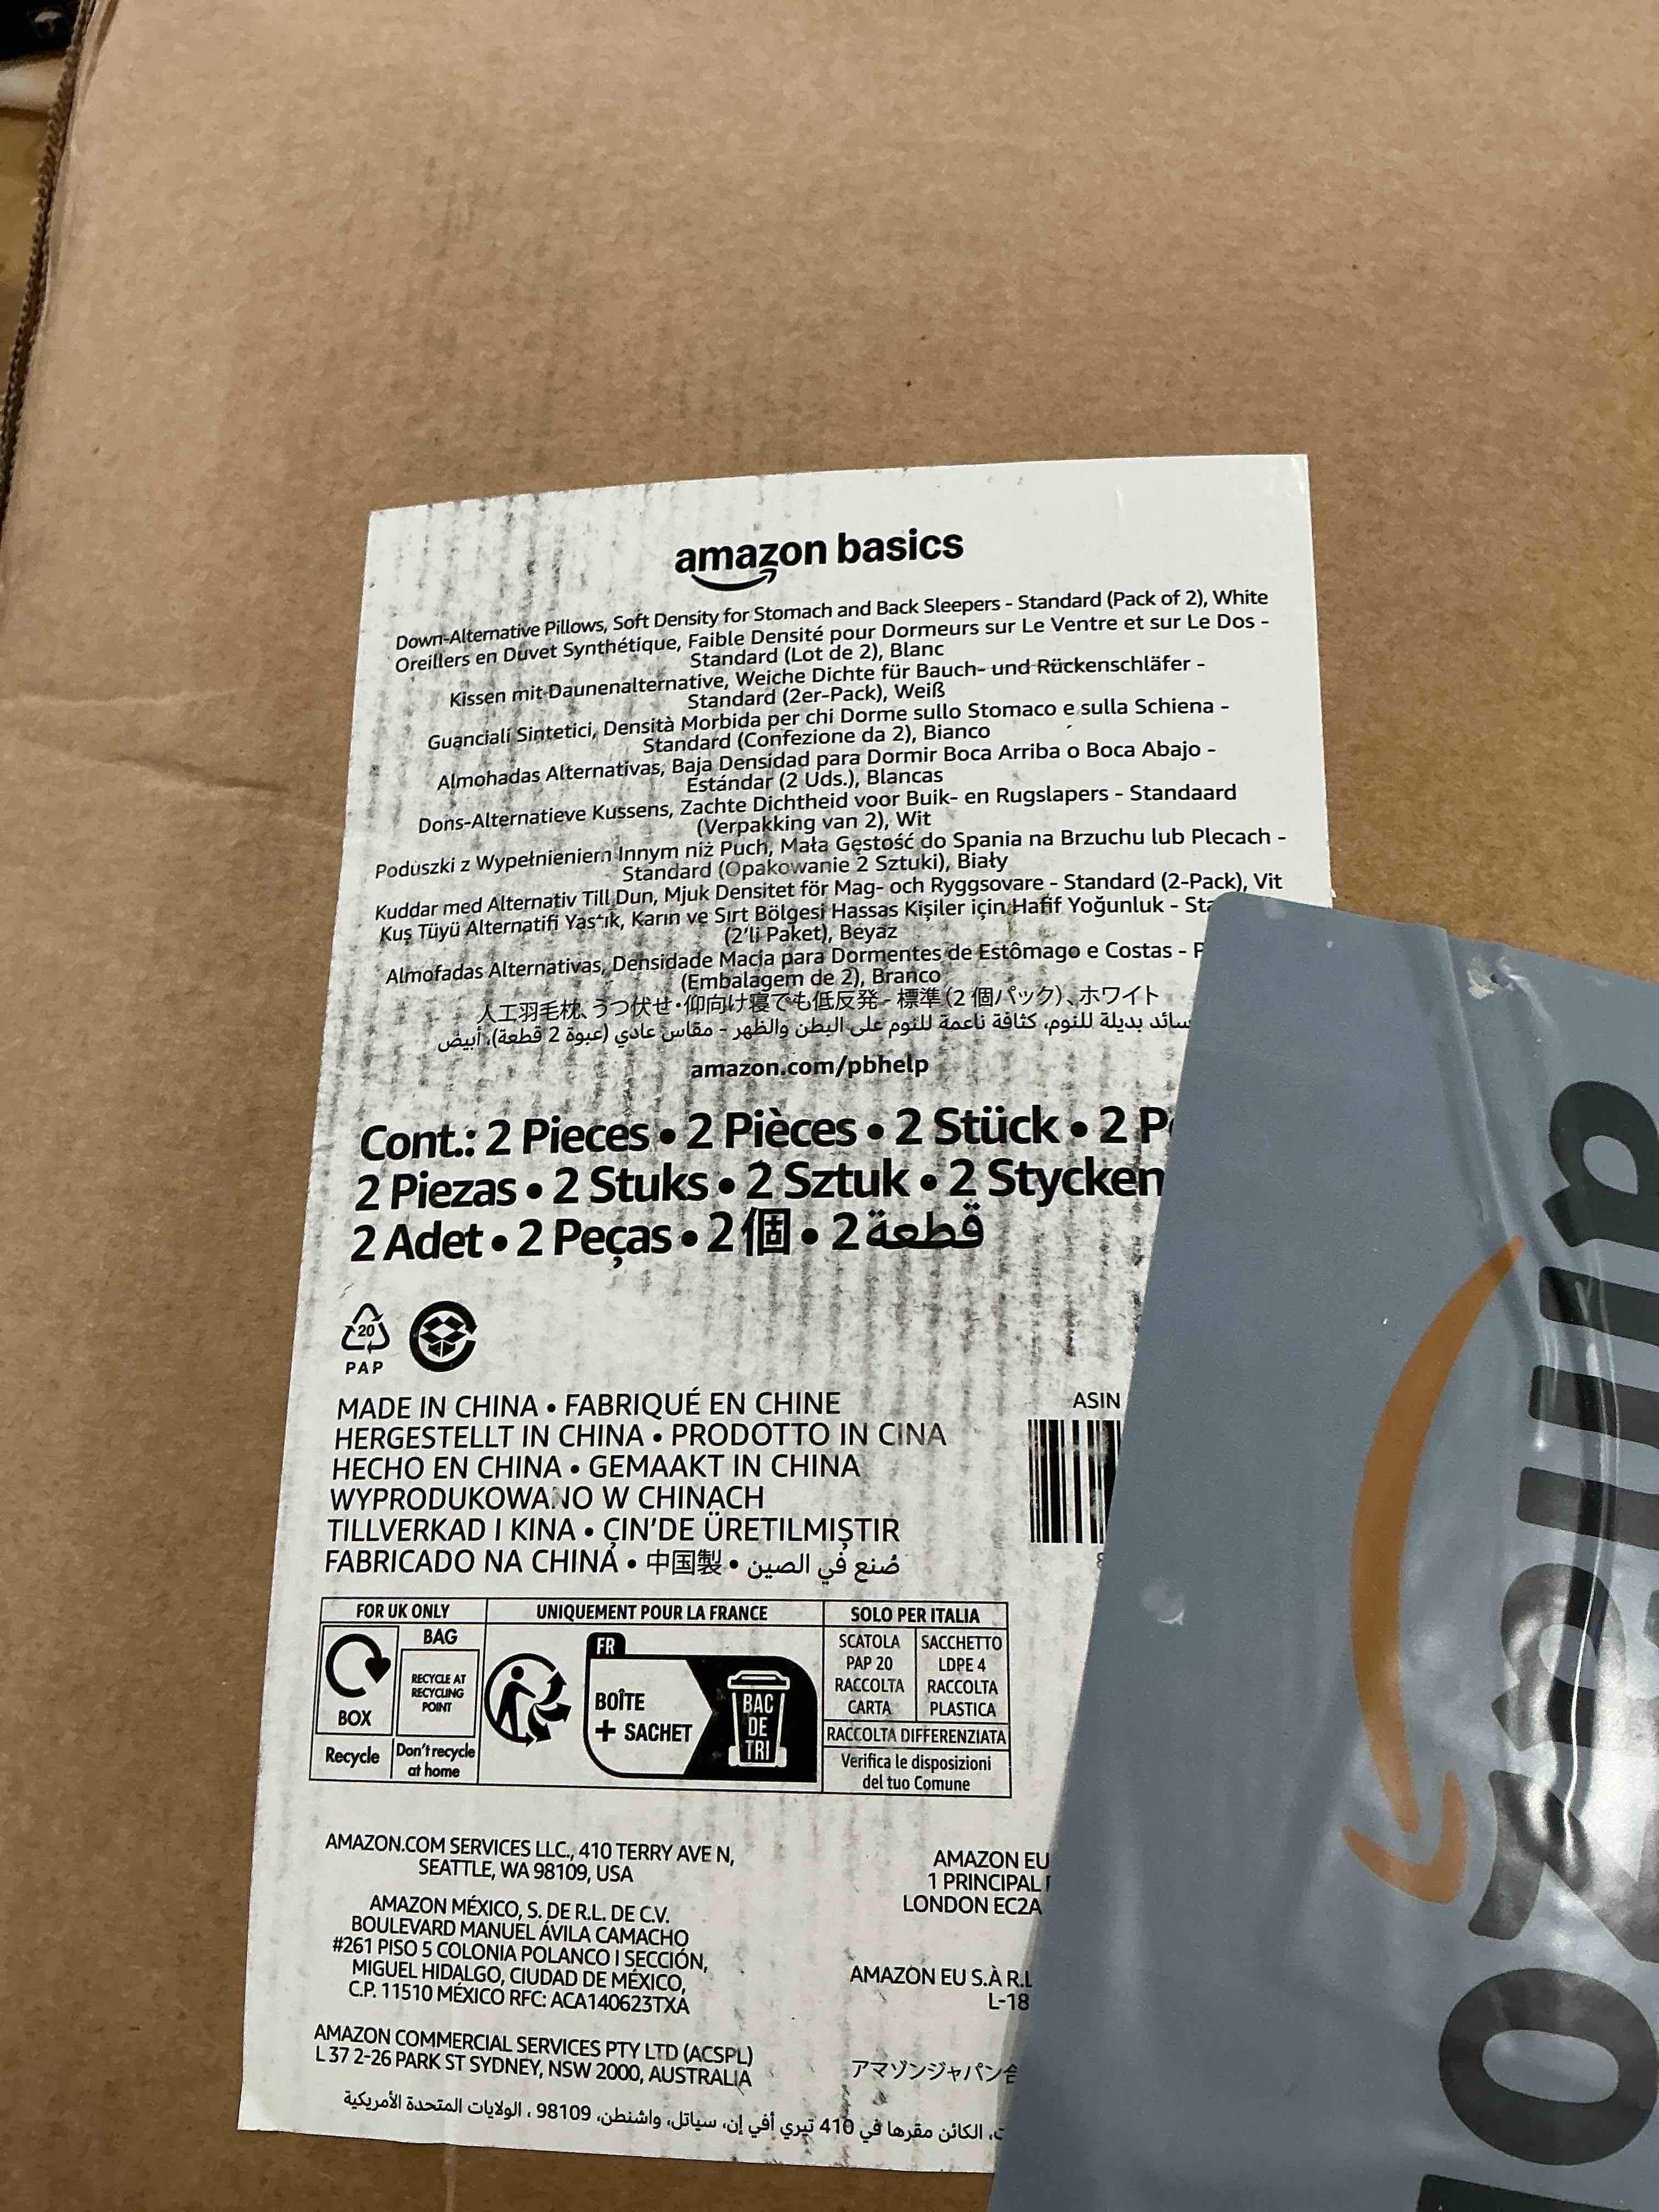 amazon basics
Down-Alternative Pillows, Soft Density for Stomach and Back Sleepers - Standard (Pack of 2), White
Oreillers en Duvet Synthétique, Faible Densité pour Dormeurs sur Le Ventre et sur Le Dos -
Standard (Lot de 2), Blanc
Kissen mit Daunenalternative, Weiche Dichte für Bauch- und Rückenschläfer -
Standard (2er-Pack), Weiß
Guanciali Sintetici, Densità Morbida per chi Dorme sullo Stomaco e sulla Schiena -
Standard (Confezione da 2), Bianco
Almohadas Alternativas, Baja Densidad para Dormir Boca Arriba o Boca Abajo -
Estándar (2 Uds.), Blancas
Dons-Alternatieve Kussens, Zachte Dichtheid voor Buik- en Rugslapers - Standaard
(Verpakking van 2), Wit
Poduszki z Wypełnieniem Innym niż Puch, Mała Gęstość do Spania na Brzuchu lub Plecach -
Standard (Opakowanie 2 Sztuki), Biały
Kuddar med Alternativ Till Dun, Mjuk Densitet för Mag- och Ryggsovare - Standard (2-Pack), Vit
Kuş Tüyü Alternatifi Yastık, Karın ve Sırt Bölgesi Hassas Kişiler için Hafif Yoğunluk - Sta
(2'li Paket), Beyaz
Almofadas Alternativas, Densidade Macia para Dormentes de Estômago e Costas - P
(Embalagem de 2), Branco
人工羽毛枕、うつ伏せ・仰向け寝でも低反発 - 標準 (2 個パック)、ホワイト
سائد بديلة للنوم، كثافة ناعمة للنوم على البطن والظهر - مقاس عادي (عبوة 2 قطعة)، أبيض
amazon.com/pbhelp
Cont.: 2 Pieces • 2 Pièces • 2 Stück • 2 P
2 Piezas • 2 Stuks • 2 Sztuk • 2 Stycken
2 Adet • 2 Peças • 2個 • 2 قطعة
20
PAP
MADE IN CHINA • FABRIQUÉ EN CHINE
HERGESTELLT IN CHINA • PRODOTTO IN CINA
HECHO EN CHINA • GEMAAKT IN CHINA
WYPRODUKOWANO W CHINACH
TILLVERKAD I KINA • ÇIN'DE ÜRETILMIŞTIR
FABRICADO NA CHINA • 中国製 • صُنع في الصين
ASIN
FOR UK ONLY
BAG
RECYCLE AT
RECYCLING
POINT
BOX
Recycle
Don't recycle
at home
UNIQUEMENT POUR LA FRANCE
FR
BOÎTE
+ SACHET
BAC
DE
TRI
SOLO PER ITALIA
SCATOLA
PAP 20
RACCOLTA
CARTA
SACCHETTO
LDPE 4
RACCOLTA
PLASTICA
RACCOLTA DIFFERENZIATA
Verifica le disposizioni
del tuo Comune
AMAZON.COM SERVICES LLC., 410 TERRY AVE N,
SEATTLE, WA 98109, USA
AMAZON MÉXICO, S. DE R.L. DE C.V.
BOULEVARD MANUEL ÁVILA CAMACHO
#261 PISO 5 COLONIA POLANCO I SECCIÓN,
MIGUEL HIDALGO, CIUDAD DE MÉXICO,
C.P. 11510 MÉXICO RFC: ACA140623TXA
AMAZON COMMERCIAL SERVICES PTY LTD (ACSPL)
L 37 2-26 PARK ST SYDNEY, NSW 2000, AUSTRALIA
AMAZON EU
1 PRINCIPAL
LONDON EC2A
AMAZON EU S.À R.L
L-18
アマゾンジャパン合
الكائن مقرها في 410 تيري أفي إن، سياتل، واشنطن، 98109 ، الولايات المتحدة الأمريكية
amazon